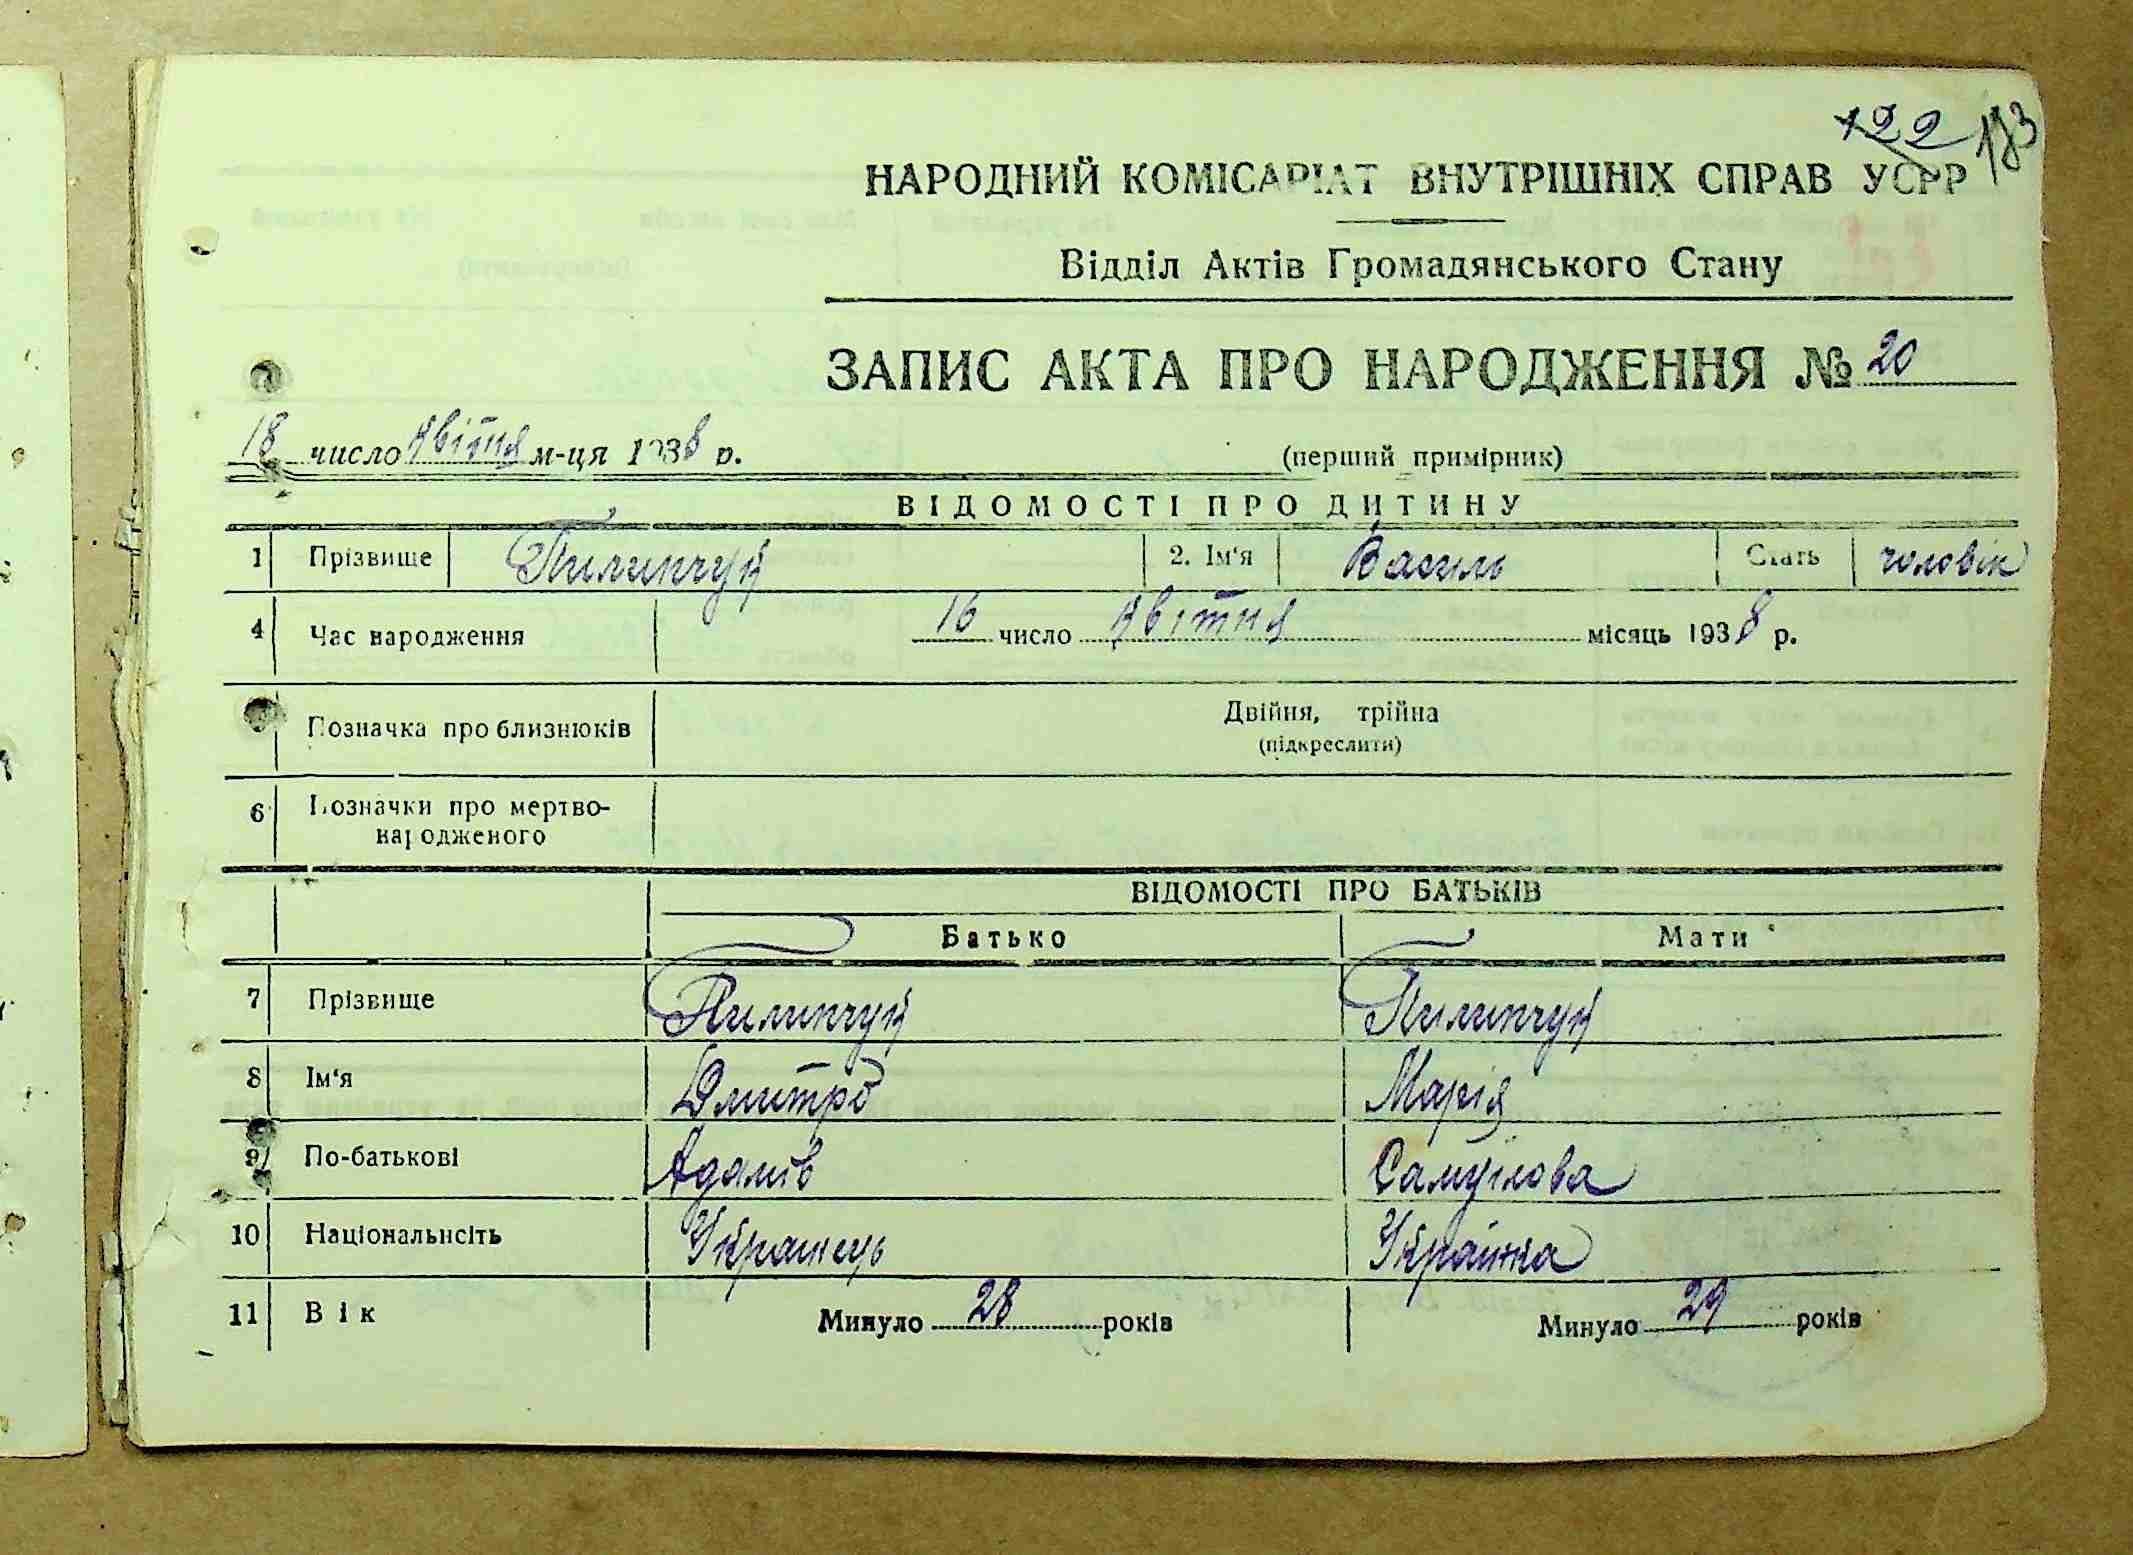 122 183
НАРОДНИЙ КОМІСАРІАТ ВНУТРІШНІХ СПРАВ УСРР
Відділ Актів Громадянського Стану
ЗАПИС АКТА ПРО НАРОДЖЕННЯ № 20
18 число квітня м-ця 1938 р. (перший примірник)
ВІДОМОСТІ ПРО ДИТИНУ
1 Прізвище Пилипчук 2. Ім'я Василь Стать чоловік
4 Час народження 16 число квітня місяць 1938 р.
Позначка про близнюків Двійня, трійна
(підкреслити)
6 Позначки про мертво-
народженого
ВІДОМОСТІ ПРО БАТЬКІВ
Батько Мати
7 Прізвище Пилипчук Пилипчук
8 Ім'я Дмитро Марія
9 По-батькові Адамів Самуілова
10 Національнсіть Українець Українка
11 Вік Минуло 28 років Минуло 29 років